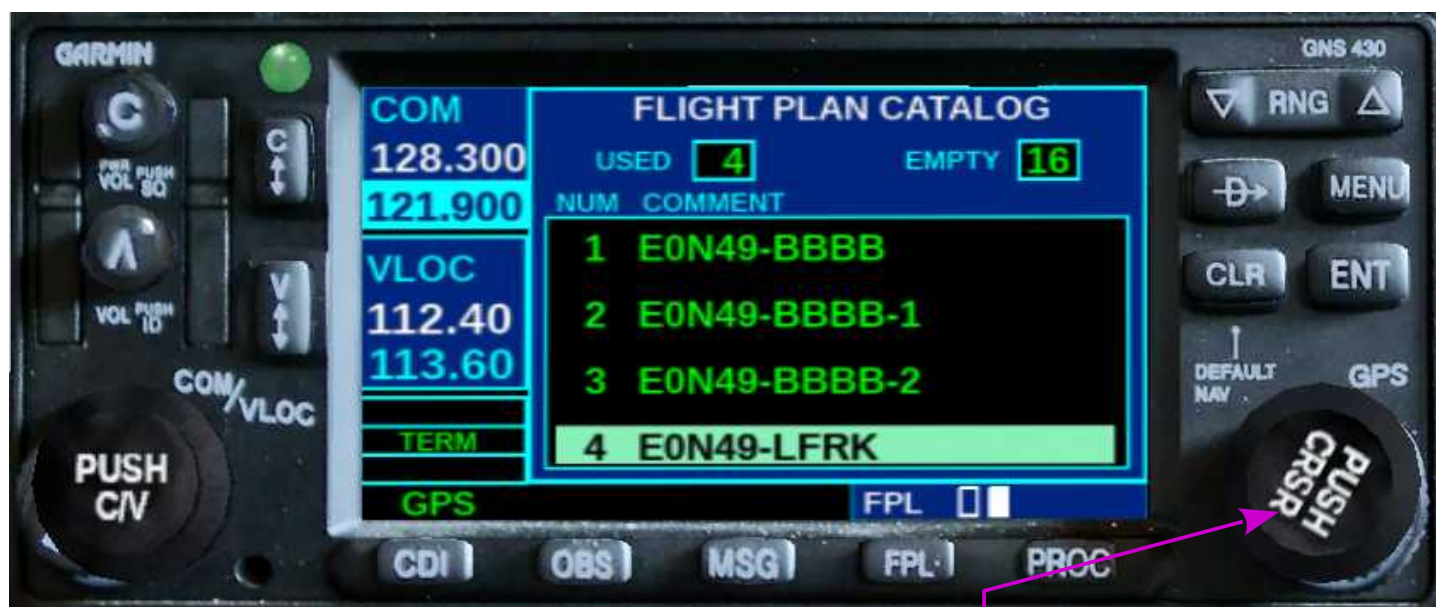 GARMIN
GNS 430
C
PWR
VOL
PUSH
SQ
C
V
VOL
PUSH
ID
V
COM/VLOC
PUSH
C/V
COM
128.300
121.900
VLOC
112.40
113.60
TERM
GPS
FLIGHT PLAN CATALOG
USED 4 EMPTY 16
NUM COMMENT
1 E0N49-BBBB
2 E0N49-BBBB-1
3 E0N49-BBBB-2
4 E0N49-LFRK
FPL
CDI OBS MSG FPL PROC
RNG
D MENU
CLR ENT
DEFAULT
NAV
GPS
PUSH
CRSR